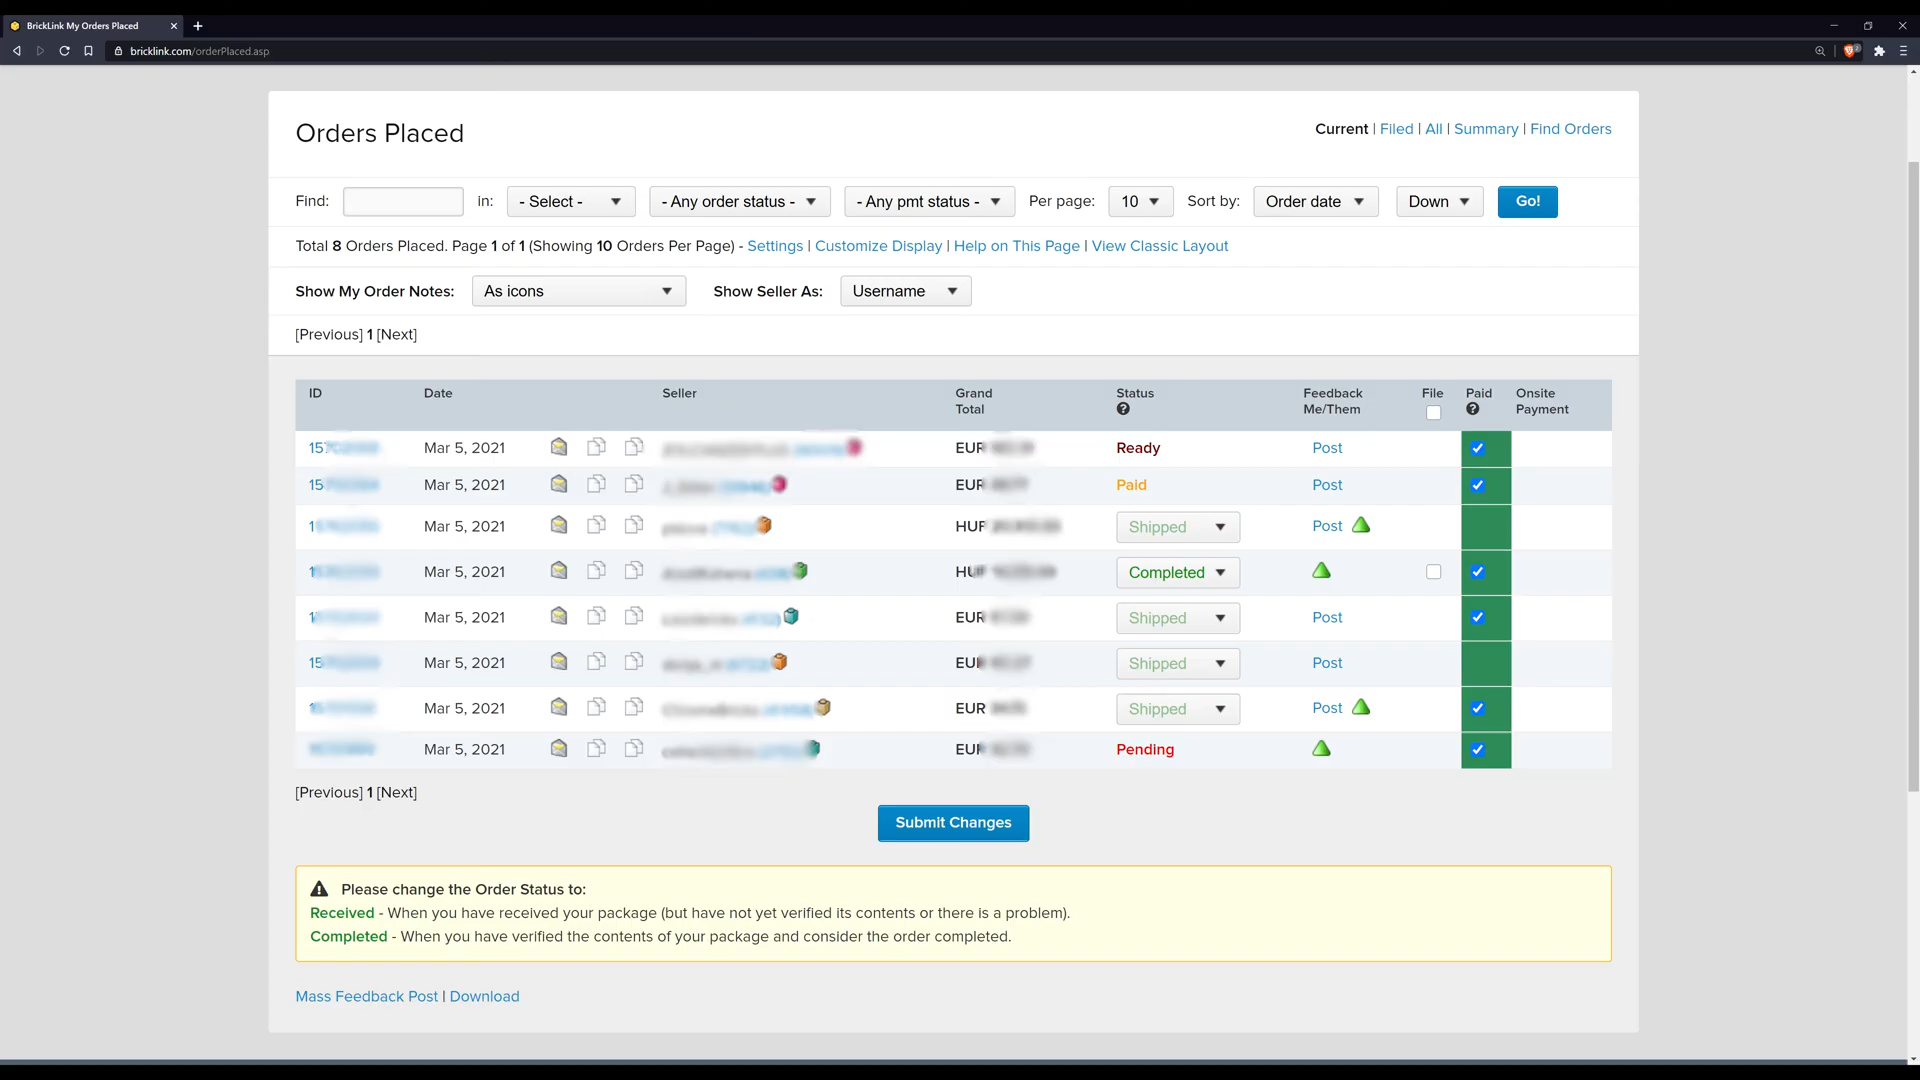 BrickLink My Orders Placed
bricklink.com/orderPlaced.asp
Orders Placed
Current | Filed | All | Summary | Find Orders
Find: in: - Select - - Any order status - - Any pmt status - Per page: 10 Sort by: Order date Down Go!
Total 8 Orders Placed. Page 1 of 1 (Showing 10 Orders Per Page) - Settings | Customize Display | Help on This Page | View Classic Layout
Show My Order Notes: As icons Show Seller As: Username
[Previous] 1 [Next]
ID Date Seller Grand Total Status Feedback Me/Them File Paid Onsite Payment
Mar 5, 2021 EUR Ready Post
Mar 5, 2021 EUR Paid Post
Mar 5, 2021 HUF Shipped Post
Mar 5, 2021 HUF Completed
Mar 5, 2021 EUR Shipped Post
Mar 5, 2021 EUR Shipped Post
Mar 5, 2021 EUR Shipped Post
Mar 5, 2021 EUR Pending
[Previous] 1 [Next]
Submit Changes
Please change the Order Status to:
Received - When you have received your package (but have not yet verified its contents or there is a problem).
Completed - When you have verified the contents of your package and consider the order completed.
Mass Feedback Post | Download